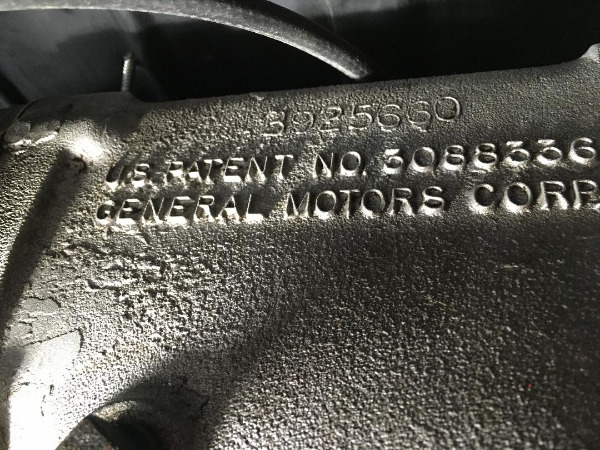 3925660
U.S. PATENT NO. 3088336
GENERAL MOTORS CORP.